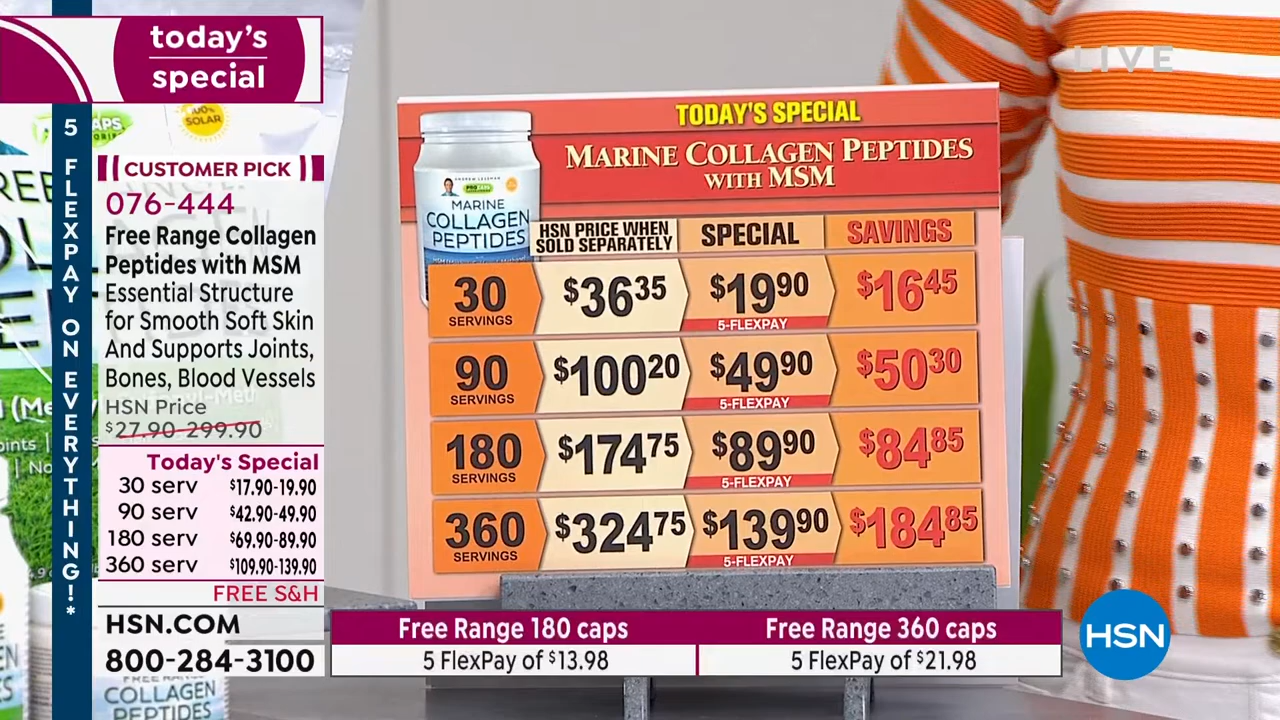 today's
special
5 FLEXPAY ON EVERYTHING!*
CUSTOMER PICK
076-444
Free Range Collagen
Peptides with MSM
Essential Structure
for Smooth Soft Skin
And Supports Joints,
Bones, Blood Vessels
HSN Price
$27.90-299.90
Today's Special
30 serv $17.90-19.90
90 serv $42.90-49.90
180 serv $69.90-89.90
360 serv $109.90-139.90
FREE S&H
HSN.COM
800-284-3100
LIVE
TODAY'S SPECIAL
MARINE COLLAGEN PEPTIDES
WITH MSM
ANDREW LESSMAN
PROCAPS
MARINE
COLLAGEN
PEPTIDES
HSN PRICE WHEN
SOLD SEPARATELY
SPECIAL
SAVINGS
30 SERVINGS $36.35 $19.90 5-FLEXPAY $16.45
90 SERVINGS $100.20 $49.90 5-FLEXPAY $50.30
180 SERVINGS $174.75 $89.90 5-FLEXPAY $84.85
360 SERVINGS $324.75 $139.90 5-FLEXPAY $184.85
Free Range 180 caps
5 FlexPay of $13.98
Free Range 360 caps
5 FlexPay of $21.98
HSN
100%
SOLAR
COLLAGEN
PEPTIDES